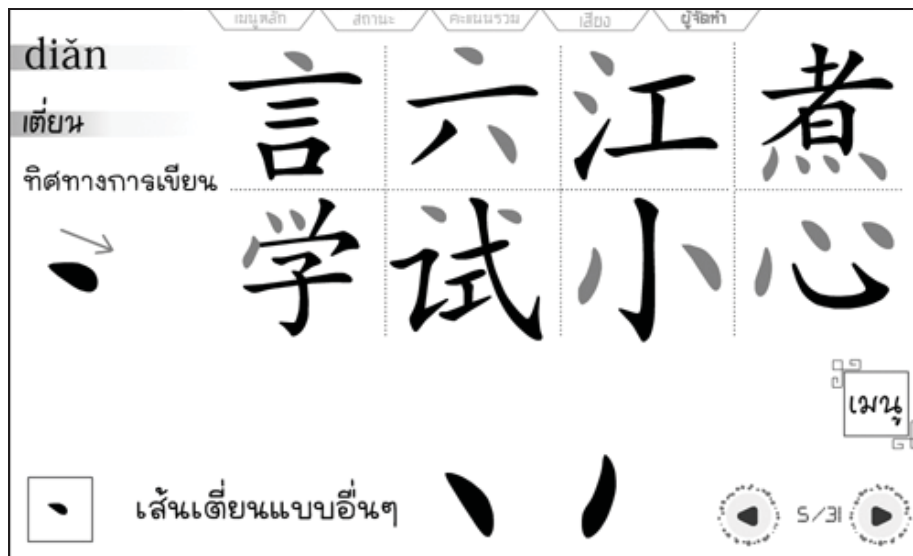 เมนูหลัก สถานะ คะแนนรวม เสียง ผู้จัดทำ
diǎn
เตี่ยน
ทิศทางการเขียน
言 六 江 煮
学 试 小 心
เมนู
เส้นเตี่ยนแบบอื่นๆ
5/31